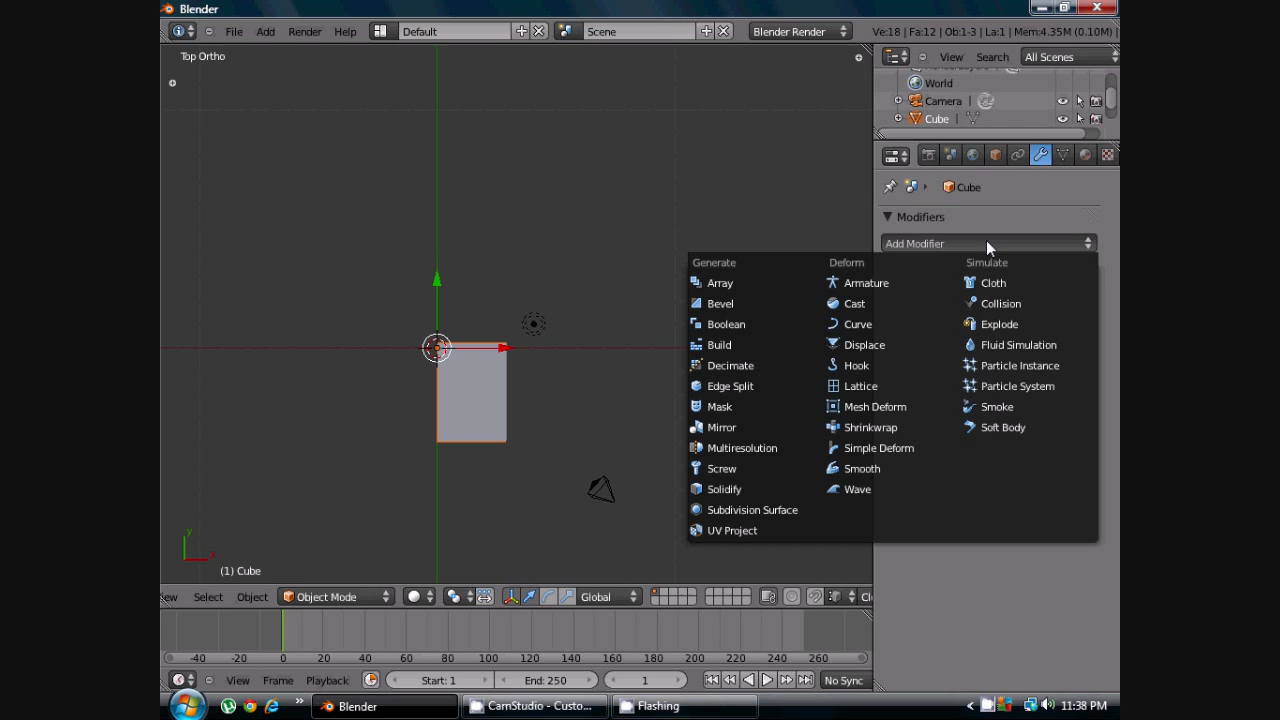 Blender
File Add Render Help Default Scene Blender Render Ve:18 | Fa:12 | Ob:1-3 | La:1 | Mem:4.35M (0.10M) |
Top Ortho
View Search All Scenes
World
Camera
Cube
Cube
Modifiers
Add Modifier
Generate Deform Simulate
Array Armature Cloth
Bevel Cast Collision
Boolean Curve Explode
Build Displace Fluid Simulation
Decimate Hook Particle Instance
Edge Split Lattice Particle System
Mask Mesh Deform Smoke
Mirror Shrinkwrap Soft Body
Multiresolution Simple Deform
Screw Smooth
Solidify Wave
Subdivision Surface
UV Project
y
x
(1) Cube
ew Select Object Object Mode Global Cl
-40 -20 0 20 40 60 80 100 120 140 160 180 200 220 240 260
View Frame Playback Start: 1 End: 250 1 No Sync
Blender CamStudio - Custo... Flashing 11:38 PM